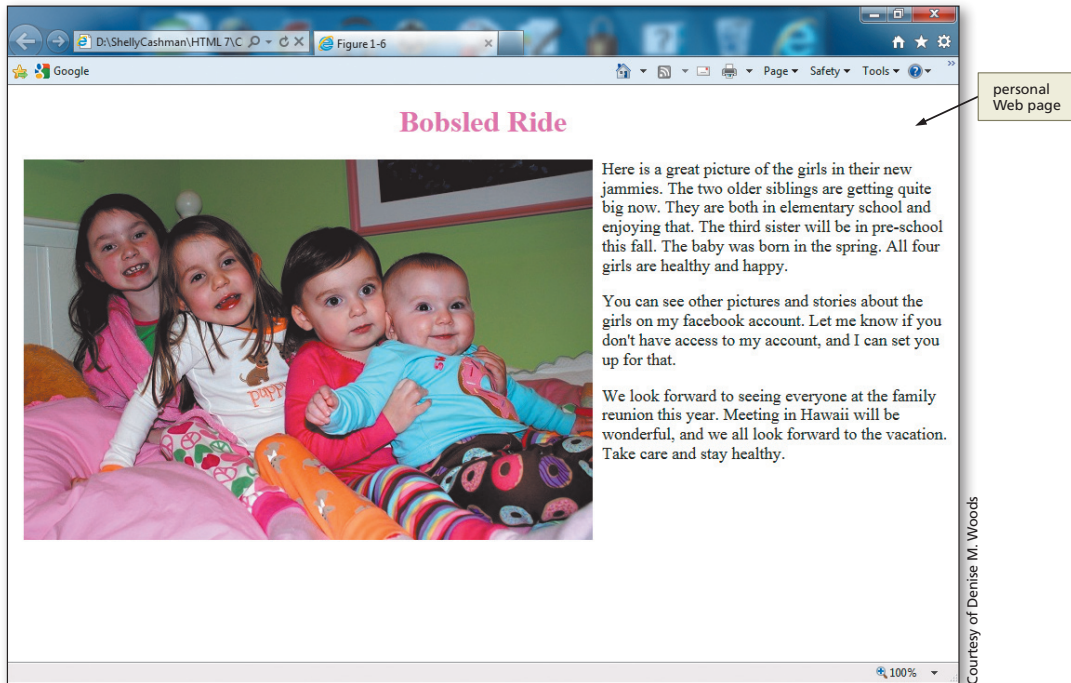 D:\ShellyCashman\HTML 7\C
Figure 1-6
Google
Page
Safety
Tools
100%
personal
Web page
Bobsled Ride
puppy
Here is a great picture of the girls in their new
jammies. The two older siblings are getting quite
big now. They are both in elementary school and
enjoying that. The third sister will be in pre-school
this fall. The baby was born in the spring. All four
girls are healthy and happy.
You can see other pictures and stories about the
girls on my facebook account. Let me know if you
don't have access to my account, and I can set you
up for that.
We look forward to seeing everyone at the family
reunion this year. Meeting in Hawaii will be
wonderful, and we all look forward to the vacation.
Take care and stay healthy.
Courtesy of Denise M. Woods